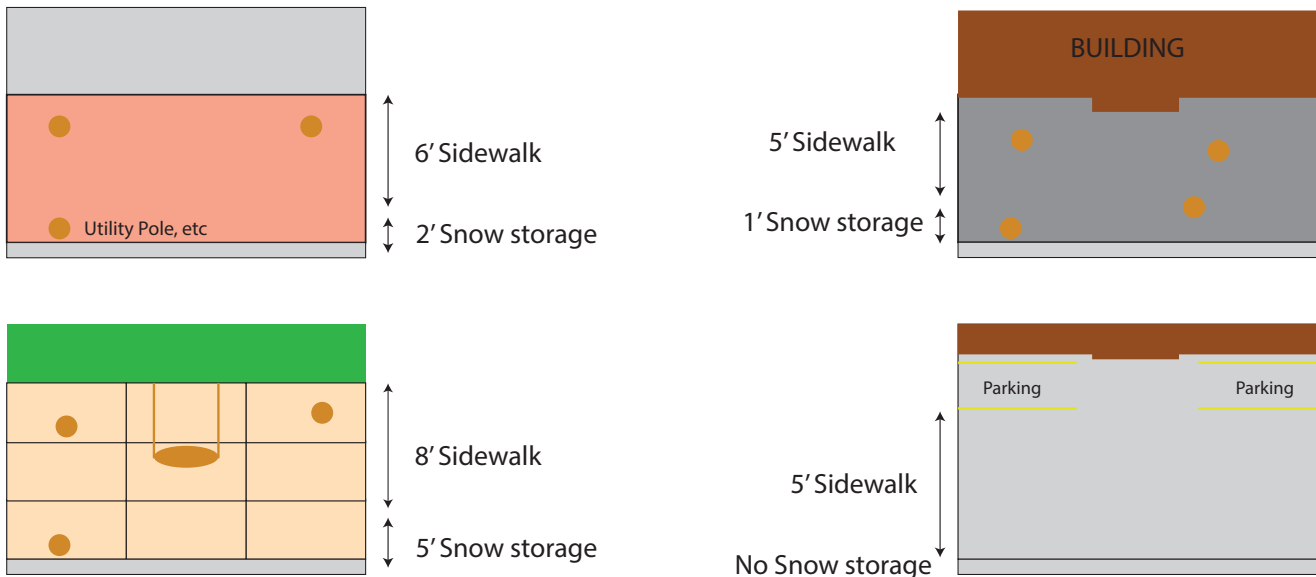 6’ Sidewalk
Utility Pole, etc
2’ Snow storage
BUILDING
5’ Sidewalk
1’ Snow storage
8’ Sidewalk
5’ Snow storage
Parking
Parking
5’ Sidewalk
No Snow storage